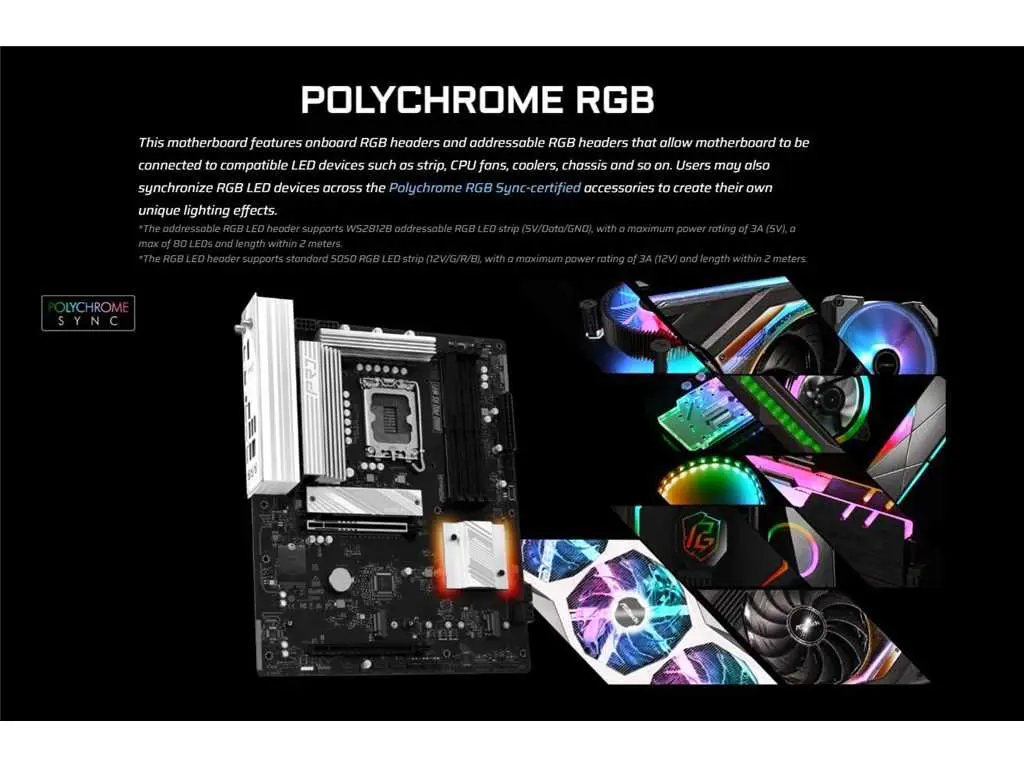 POLYCHROME RGB
This motherboard features onboard RGB headers and addressable RGB headers that allow motherboard to be
connected to compatible LED devices such as strip, CPU fans, coolers, chassis and so on. Users may also
synchronize RGB LED devices across the Polychrome RGB Sync-certified accessories to create their own
unique lighting effects.
*The addressable RGB LED header supports WS2812B addressable RGB LED strip (5V/Data/GND), with a maximum power rating of 3A (5V), a
max of 80 LEDs and length within 2 meters.
*The RGB LED header supports standard 5050 RGB LED strip (12V/G/R/B), with a maximum power rating of 3A (12V) and length within 2 meters.
POLYCHROME
SYNC
PRO